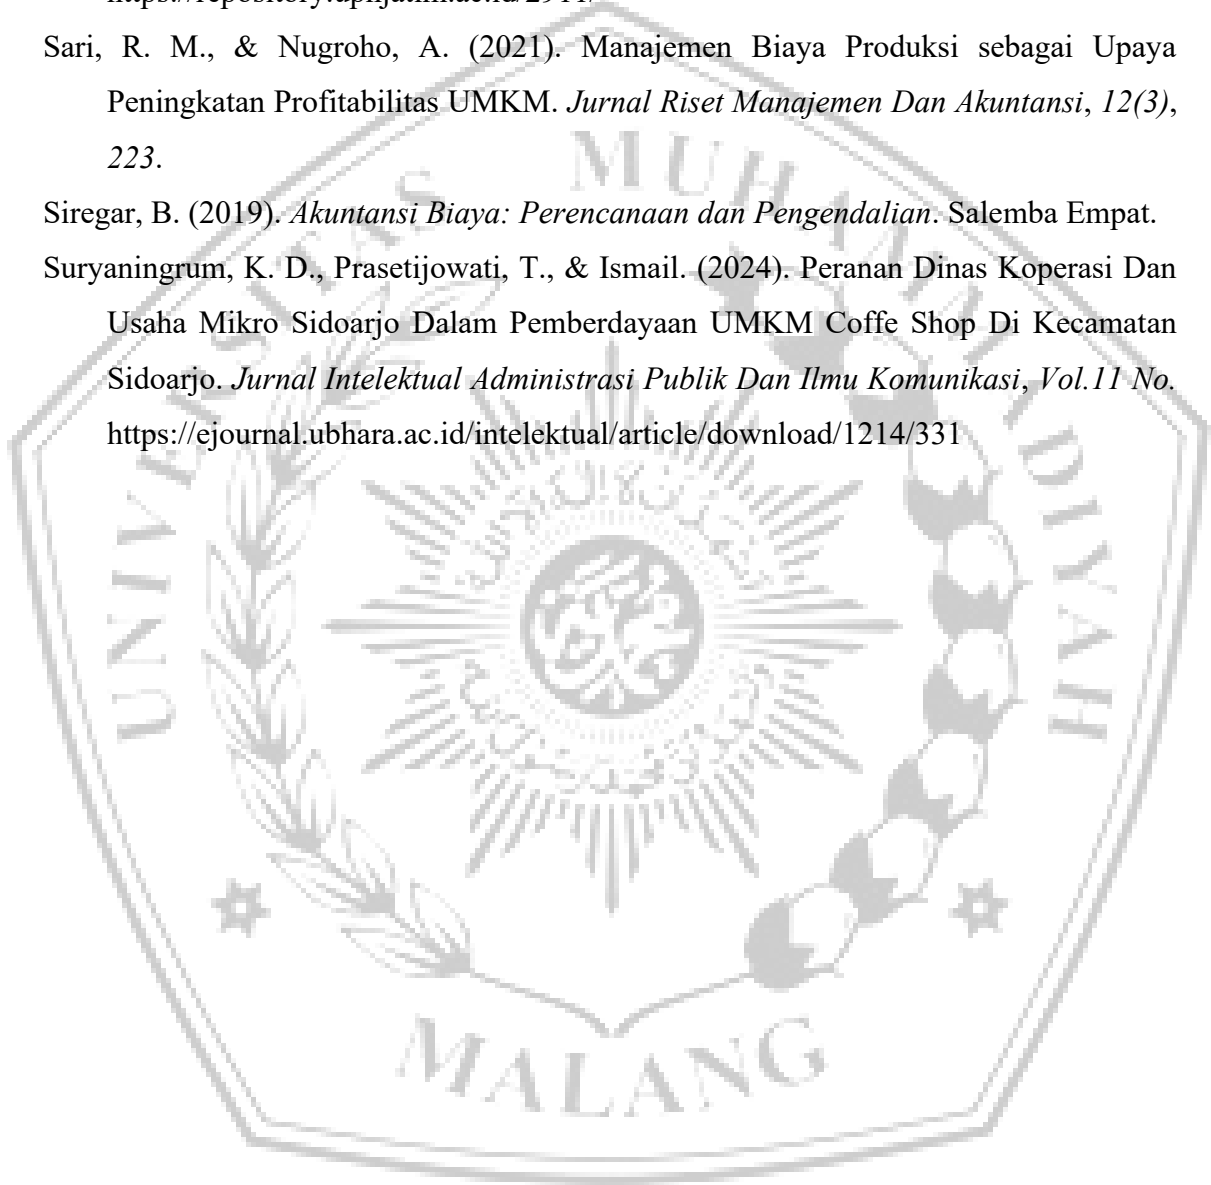 Sari, R. M., & Nugroho, A. (2021). Manajemen Biaya Produksi sebagai Upaya
Peningkatan Profitabilitas UMKM. Jurnal Riset Manajemen Dan Akuntansi, 12(3),
223.
Siregar, B. (2019). Akuntansi Biaya: Perencanaan dan Pengendalian. Salemba Empat.
Suryaningrum, K. D., Prasetijowati, T., & Ismail. (2024). Peranan Dinas Koperasi Dan
Usaha Mikro Sidoarjo Dalam Pemberdayaan UMKM Coffe Shop Di Kecamatan
Sidoarjo. Jurnal Intelektual Administrasi Publik Dan Ilmu Komunikasi, Vol.11 No.
https://ejournal.ubhara.ac.id/intelektual/article/download/1214/331
UNIVERSITAS MUHAMMADIYAH
MALANG